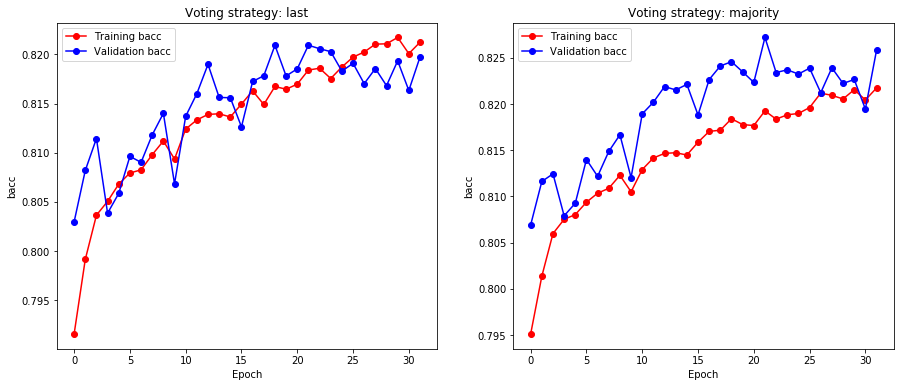 Voting strategy: last
Training bacc
Validation bacc
0.820
0.815
0.810
0.805
0.800
0.795
bacc
0
5
10
15
20
25
30
Epoch
Voting strategy: majority
Training bacc
Validation bacc
0.825
0.820
0.815
0.810
0.805
0.800
0.795
bacc
0
5
10
15
20
25
30
Epoch